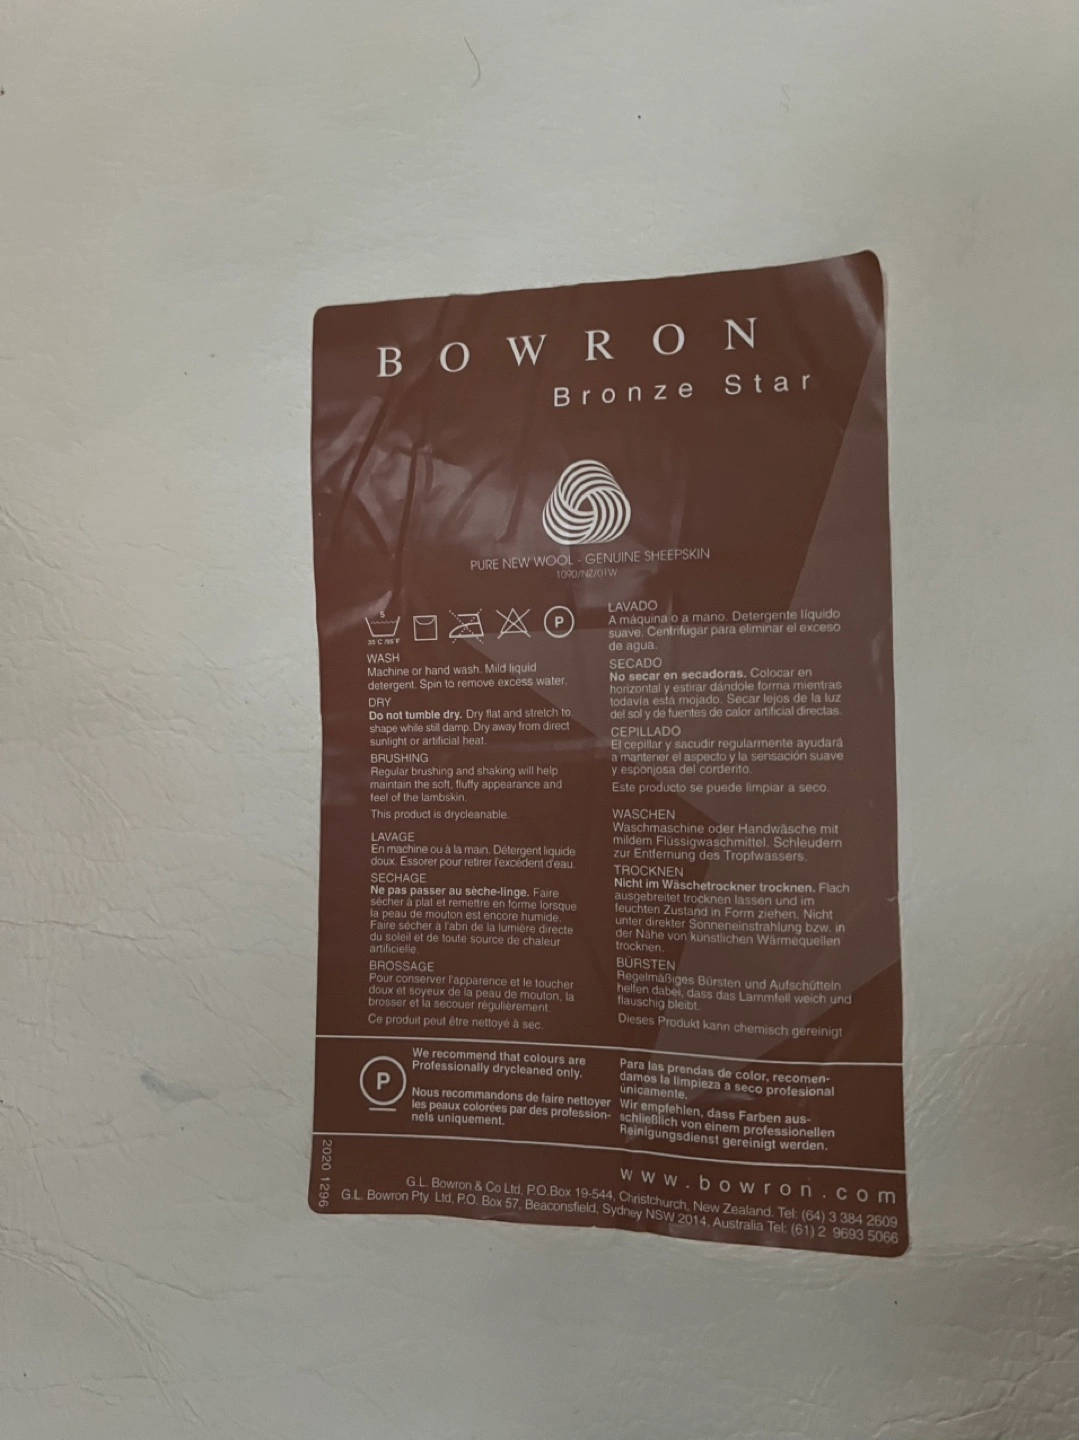 BOWRON
Bronze Star
PURE NEW WOOL - GENUINE SHEEPSKIN
1090/NZ/01W
S
35°C /95°F
P
WASH
Machine or hand wash. Mild liquid
detergent. Spin to remove excess water.
DRY
Do not tumble dry. Dry flat and stretch to
shape while still damp. Dry away from direct
sunlight or artificial heat.
BRUSHING
Regular brushing and shaking will help
maintain the soft, fluffy appearance and
feel of the lambskin.
This product is drycleanable.
LAVAGE
En machine ou à la main. Détergent liquide
doux. Essorer pour retirer l'excédent d'eau.
SECHAGE
Ne pas passer au sèche-linge. Faire
sécher à plat et remettre en forme lorsque
la peau de mouton est encore humide.
Faire sécher à l'abri de la lumière directe
du soleil et de toute source de chaleur
artificielle.
BROSSAGE
Pour conserver l'apparence et le toucher
doux et soyeux de la peau de mouton, la
brosser et la secouer régulièrement.
Ce produit peut être nettoyé à sec.
LAVADO
A máquina o a mano. Detergente líquido
suave. Centrifugar para eliminar el exceso
de agua.
SECADO
No secar en secadoras. Colocar en
horizontal y estirar dándole forma mientras
todavía está mojado. Secar lejos de la luz
del sol y de fuentes de calor artificial directas.
CEPILLADO
El cepillar y sacudir regularmente ayudará
a mantener el aspecto y la sensación suave
y esponjosa del corderito.
Este producto se puede limpiar a seco.
WASCHEN
Waschmaschine oder Handwäsche mit
mildem Flüssigwaschmittel. Schleudern
zur Entfernung des Tropfwassers.
TROCKNEN
Nicht im Wäschetrockner trocknen. Flach
ausgebreitet trocknen lassen und im
feuchten Zustand in Form ziehen. Nicht
unter direkter Sonneneinstrahlung bzw. in
der Nähe von künstlichen Wärmequellen
trocknen.
BÜRSTEN
Regelmäßiges Bürsten und Aufschütteln
helfen dabei, dass das Lammfell weich und
flauschig bleibt.
Dieses Produkt kann chemisch gereinigt
P
We recommend that colours are
Professionally drycleaned only.
Nous recommandons de faire nettoyer
les peaux colorées par des profession-
nels uniquement.
Para las prendas de color, recomen-
damos la limpieza a seco profesional
únicamente.
Wir empfehlen, dass Farben aus-
schließlich von einem professionellen
Reinigungsdienst gereinigt werden.
2020 1296
www.bowron.com
G.L. Bowron & Co Ltd, P.O.Box 19-544, Christchurch, New Zealand. Tel: (64) 3 384 2609
G.L. Bowron Pty Ltd, P.O. Box 57, Beaconsfield, Sydney NSW 2014, Australia Tel: (61) 2 9693 5066